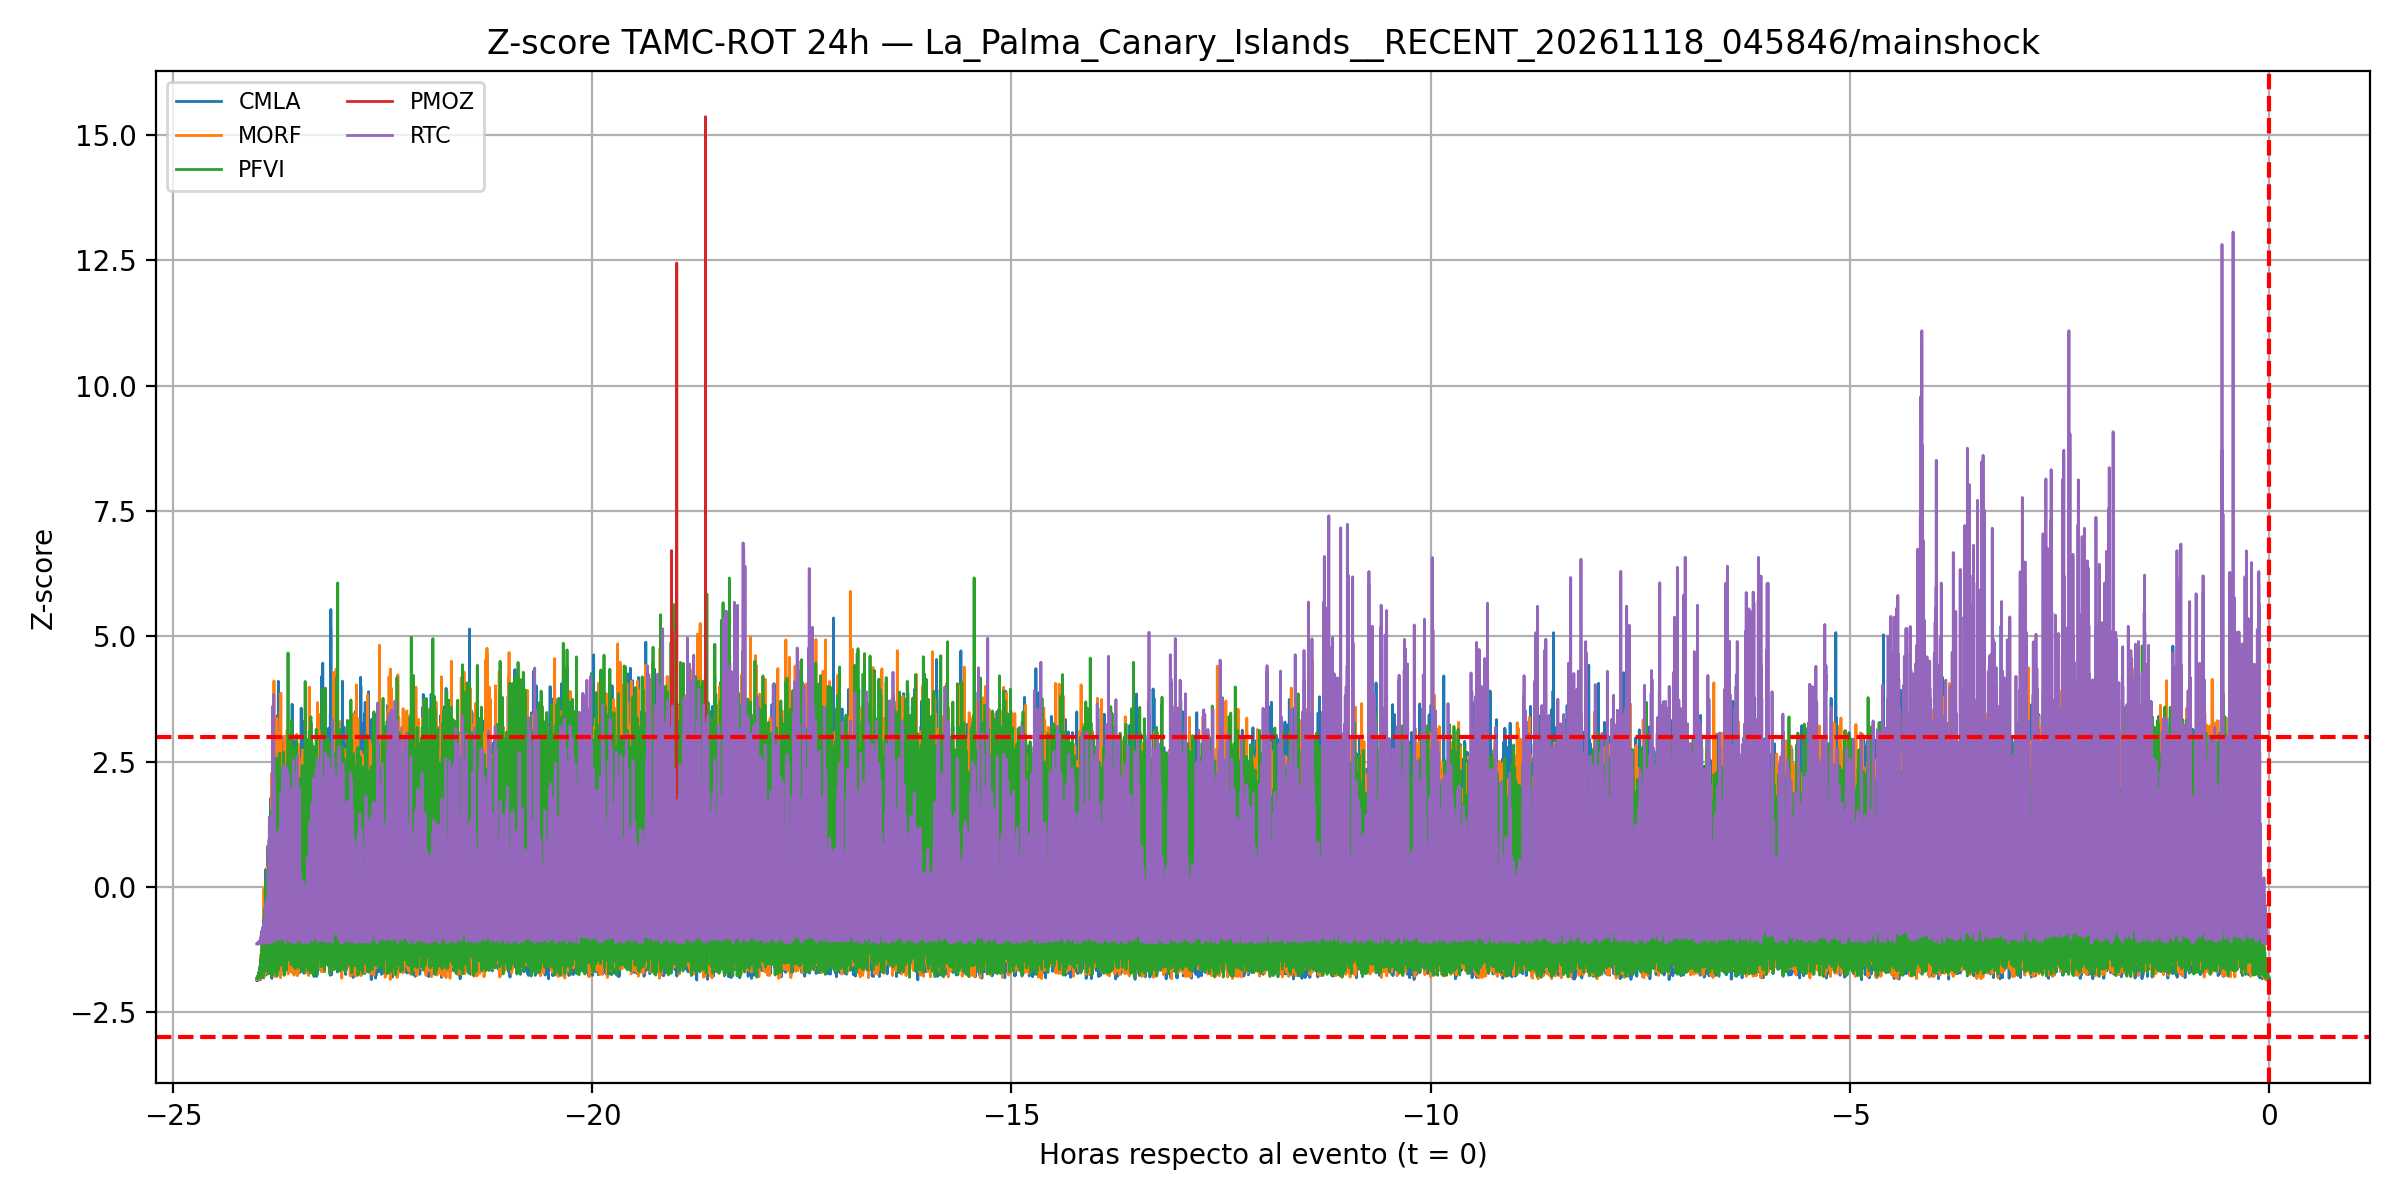 Z-score TAMC-ROT 24h — La_Palma_Canary_Islands__RECENT_20261118_045846/mainshock
CMLA
MORF
PFVI
PMOZ
RTC
Z-score
15.0
12.5
10.0
7.5
5.0
2.5
0.0
−2.5
−25
−20
−15
−10
−5
0
Horas respecto al evento (t = 0)